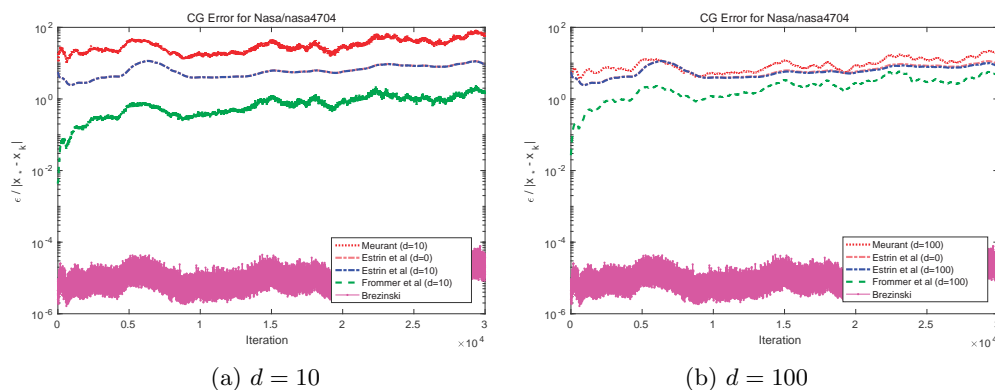 CG Error for Nasa/nasa4704
10^2
10^0
10^-2
10^-4
10^-6
ϵ / |x_* - x_k|
Meurant (d=10)
Estrin et al (d=0)
Estrin et al (d=10)
Frommer et al (d=10)
Brezinski
0 0.5 1 1.5 2 2.5 3
Iteration
×10^4
(a) d = 10
CG Error for Nasa/nasa4704
10^2
10^0
10^-2
10^-4
10^-6
ϵ / |x_* - x_k|
Meurant (d=100)
Estrin et al (d=0)
Estrin et al (d=100)
Frommer et al (d=100)
Brezinski
0 0.5 1 1.5 2 2.5 3
Iteration
×10^4
(b) d = 100